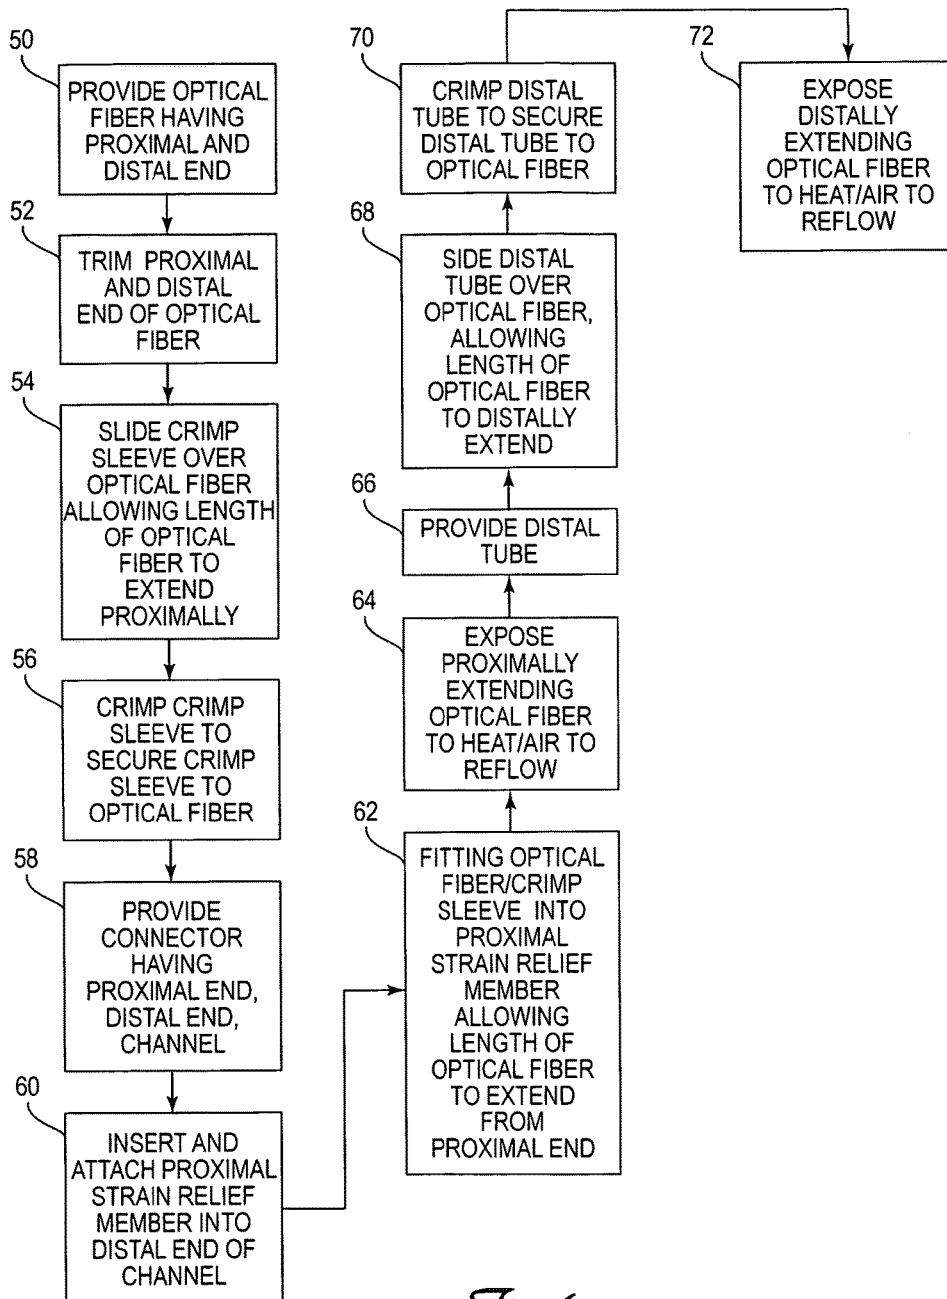 50
PROVIDE OPTICAL
FIBER HAVING
PROXIMAL AND
DISTAL END
52
TRIM PROXIMAL
AND DISTAL
END OF OPTICAL
FIBER
54
SLIDE CRIMP
SLEEVE OVER
OPTICAL FIBER
ALLOWING LENGTH
OF OPTICAL
FIBER TO
EXTEND
PROXIMALLY
56
CRIMP CRIMP
SLEEVE TO
SECURE CRIMP
SLEEVE TO
OPTICAL FIBER
58
PROVIDE
CONNECTOR
HAVING
PROXIMAL END,
DISTAL END,
CHANNEL
60
INSERT AND
ATTACH PROXIMAL
STRAIN RELIEF
MEMBER INTO
DISTAL END OF
CHANNEL
62
FITTING OPTICAL
FIBER/CRIMP
SLEEVE INTO
PROXIMAL
STRAIN RELIEF
MEMBER
ALLOWING
LENGTH OF
OPTICAL FIBER
TO EXTEND
FROM
PROXIMAL END
64
EXPOSE
PROXIMALLY
EXTENDING
OPTICAL FIBER
TO HEAT/AIR TO
REFLOW
66
PROVIDE DISTAL
TUBE
68
SIDE DISTAL
TUBE OVER
OPTICAL FIBER,
ALLOWING
LENGTH OF
OPTICAL FIBER
TO DISTALLY
EXTEND
70
CRIMP DISTAL
TUBE TO SECURE
DISTAL TUBE TO
OPTICAL FIBER
72
EXPOSE
DISTALLY
EXTENDING
OPTICAL FIBER
TO HEAT/AIR TO
REFLOW